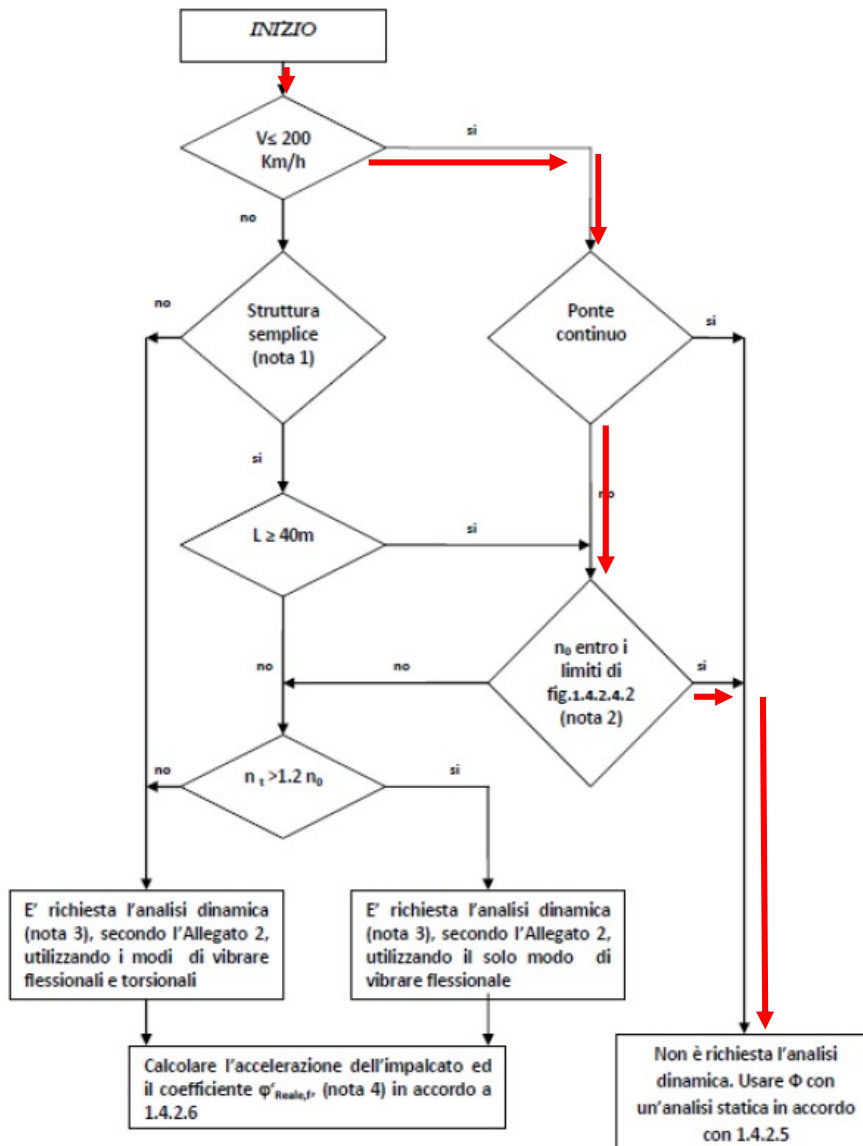 INIZIO
V≤ 200
Km/h
si
no
no
Struttura
semplice
(nota 1)
Ponte
continuo
si
si
no
L ≥ 40m
si
no
no
n₀ entro i
limiti di
fig.1.4.2.4.2
(nota 2)
si
no
n t >1.2 n₀
si
E' richiesta l'analisi dinamica
(nota 3), secondo l'Allegato 2,
utilizzando i modi di vibrare
flessionali e torsionali
E' richiesta l'analisi dinamica
(nota 3), secondo l'Allegato 2,
utilizzando il solo modo di
vibrare flessionale
Calcolare l'accelerazione dell'impalcato ed
il coefficiente φ'Reale,f, (nota 4) in accordo a
1.4.2.6
Non è richiesta l'analisi
dinamica. Usare Φ con
un'analisi statica in accordo
con 1.4.2.5